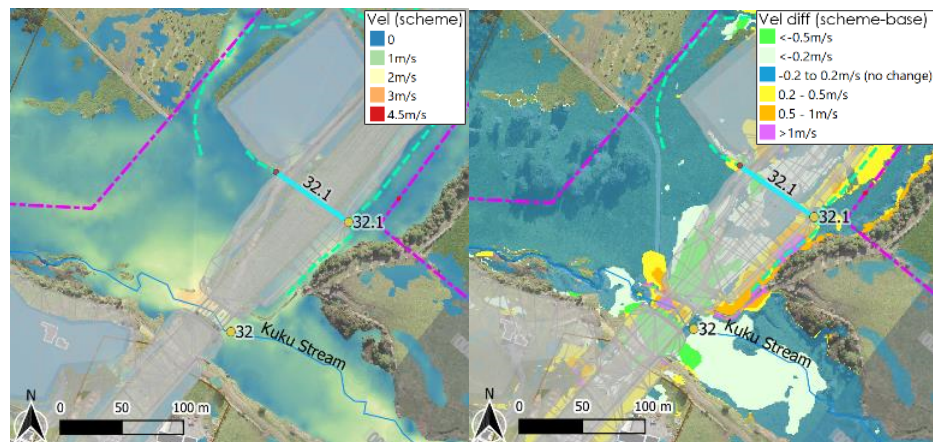 Vel (scheme)
0
1m/s
2m/s
3m/s
4.5m/s
32.1
32.1
32
Kuku Stream
N
0 50 100 m
Vel diff (scheme-base)
<-0.5m/s
<-0.2m/s
-0.2 to 0.2m/s (no change)
0.2 - 0.5m/s
0.5 - 1m/s
>1m/s
32.1
32.1
32
Kuku Stream
N
0 50 100 m